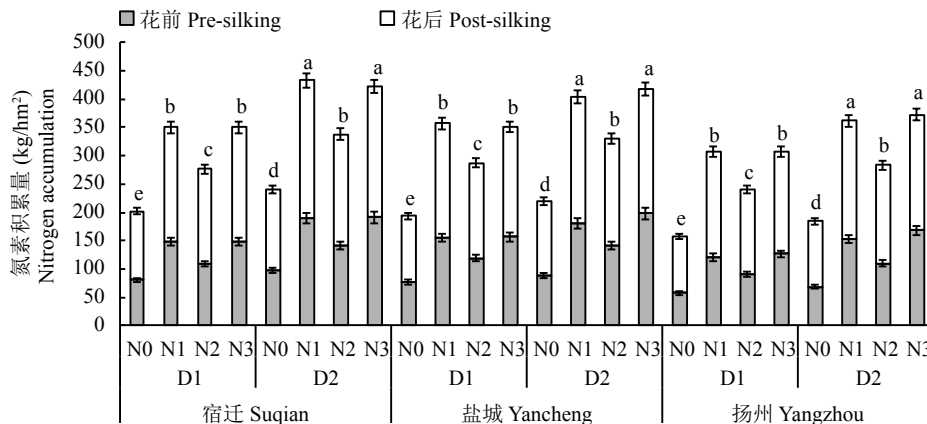 花前 Pre-silking 花后 Post-silking
氮素积累量 (kg/hm²)
Nitrogen accumulation
500
450
400
350
300
250
200
150
100
50
0
e b c b d a b a e b c b d a b a e b c b d a b a
N0 N1 N2 N3 N0 N1 N2 N3 N0 N1 N2 N3 N0 N1 N2 N3 N0 N1 N2 N3 N0 N1 N2 N3
D1 D2 D1 D2 D1 D2
宿迁 Suqian 盐城 Yancheng 扬州 Yangzhou